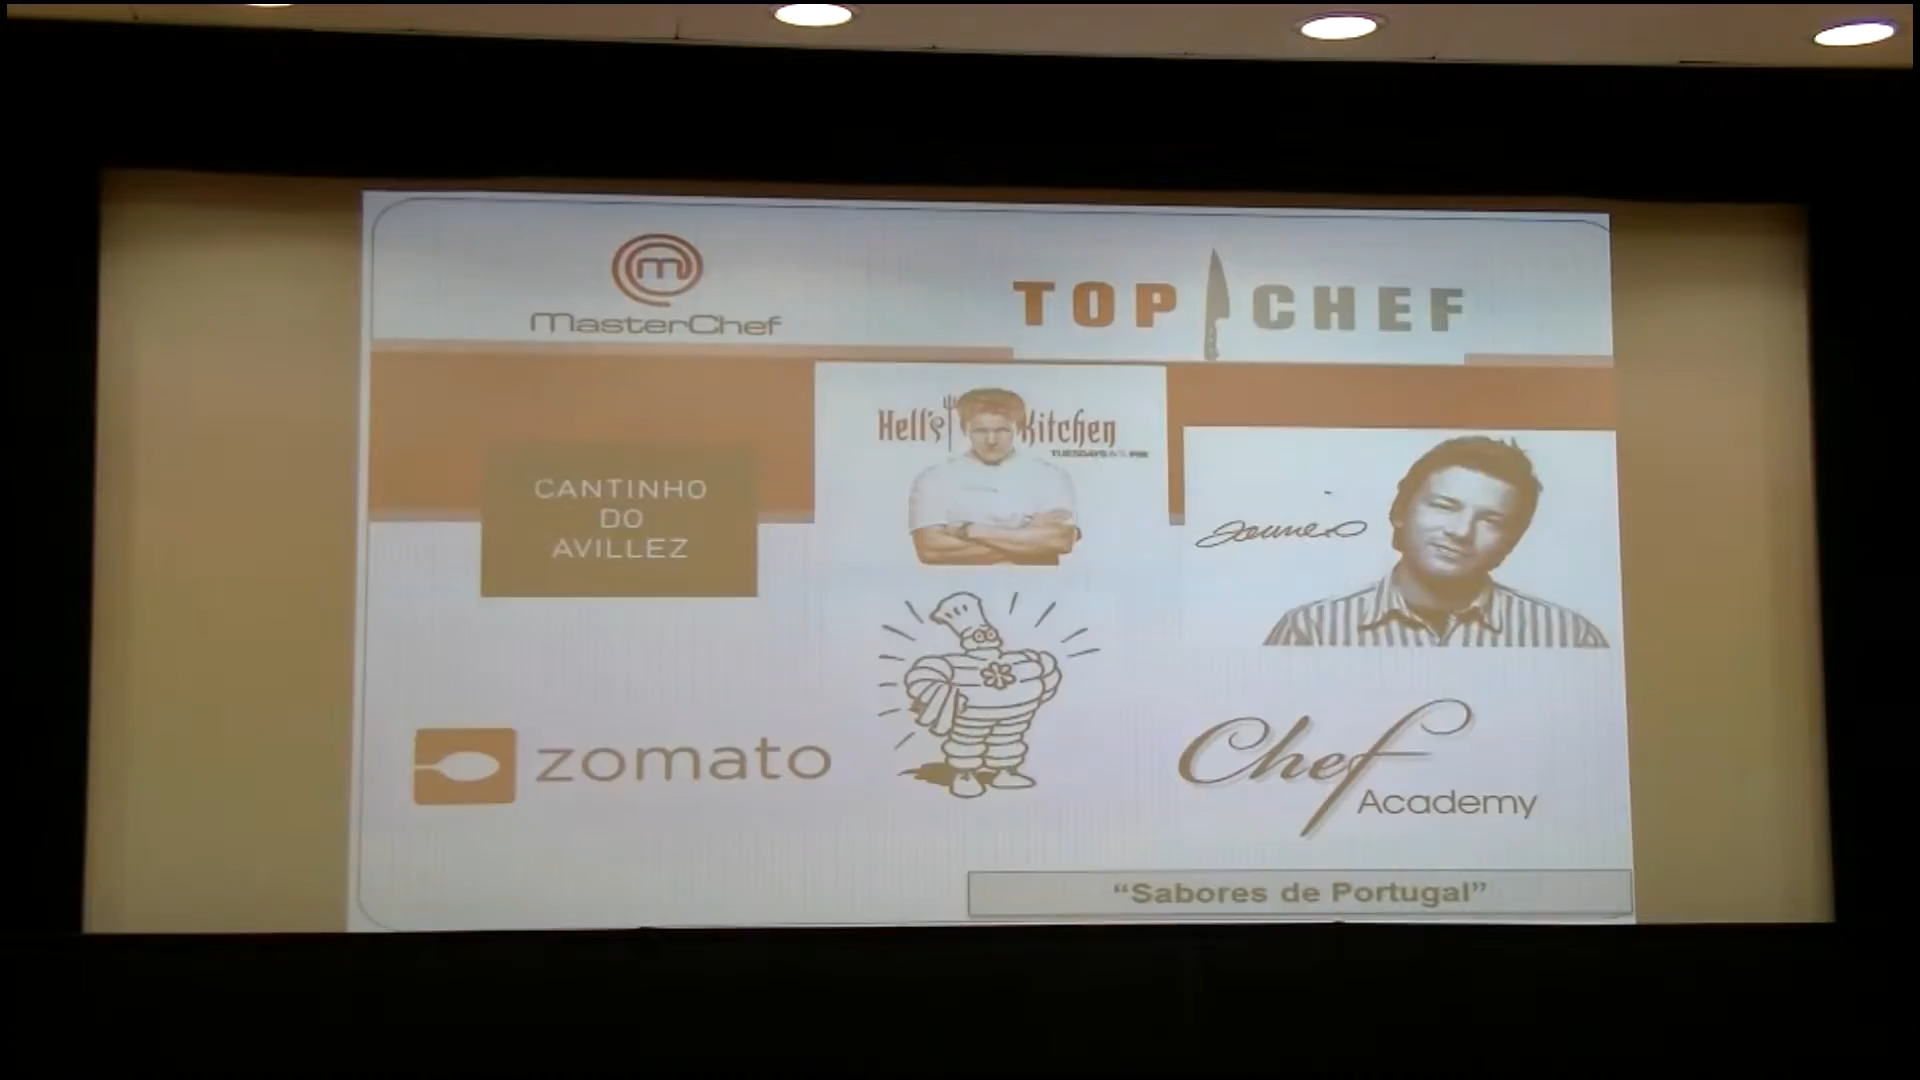 MasterChef
TOP CHEF
Hell's Kitchen
CANTINHO
DO
AVILLEZ
zomato
Chef
Academy
“Sabores de Portugal”